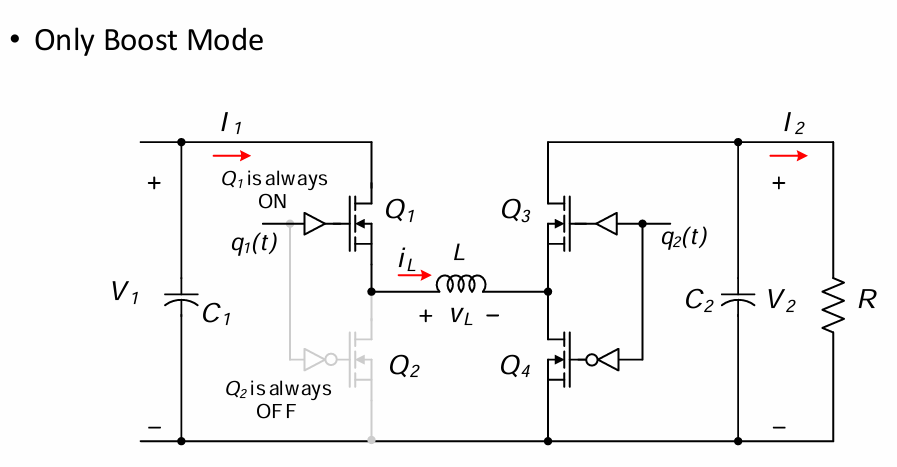 • Only Boost Mode
I1
I2
+
Q1 is always
ON
+
Q1
Q3
q1(t)
q2(t)
iL
L
V1
C1
+ vL −
C2
V2
R
Q2
Q4
Q2 is always
OFF
−
−